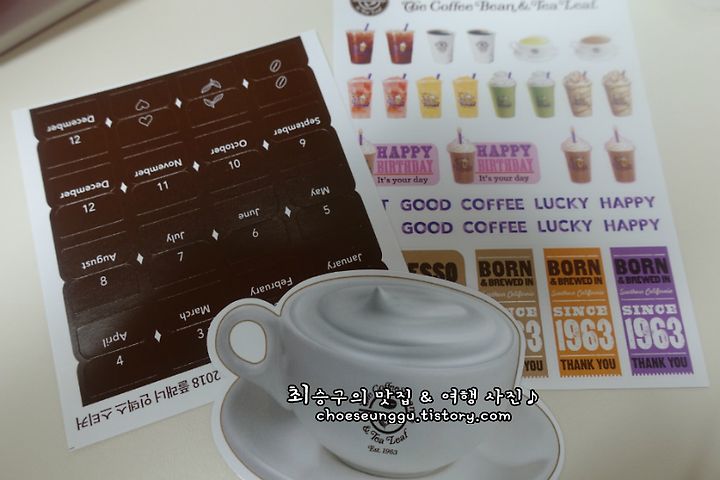 The Coffee Bean & Tea Leaf
HAPPY
BIRTHDAY
It's your day
HAPPY
BIRTHDAY
It's your day
GOOD COFFEE LUCKY HAPPY
GOOD COFFEE LUCKY HAPPY
BORN
& BREWED IN
Southern California
SINCE
1963
THANK YOU
BORN
& BREWED IN
Southern California
SINCE
1963
THANK YOU
BORN
& BREWED IN
2018 플래너 인덱스 스티커
January
February
March
3
April
4
May
5
June
6
July
7
August
8
September
9
October
10
November
11
December
12
December
12
Coffee
& Tea Leaf
Est. 1963
최승구의 맛집 & 여행 사진♪
choeseunggu.tistory.com